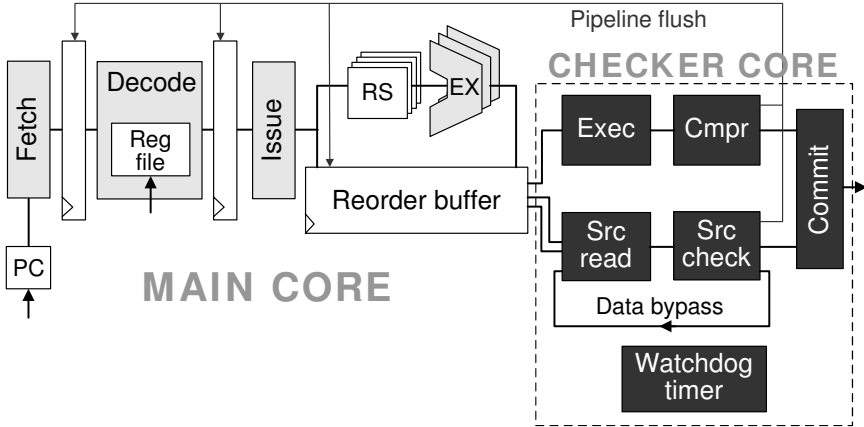 Pipeline flush
CHECKER CORE
Fetch
Decode
Reg
file
Issue
RS
EX
Exec
Cmpr
Commit
Reorder buffer
Src
read
Src
check
PC
MAIN CORE
Data bypass
Watchdog
timer